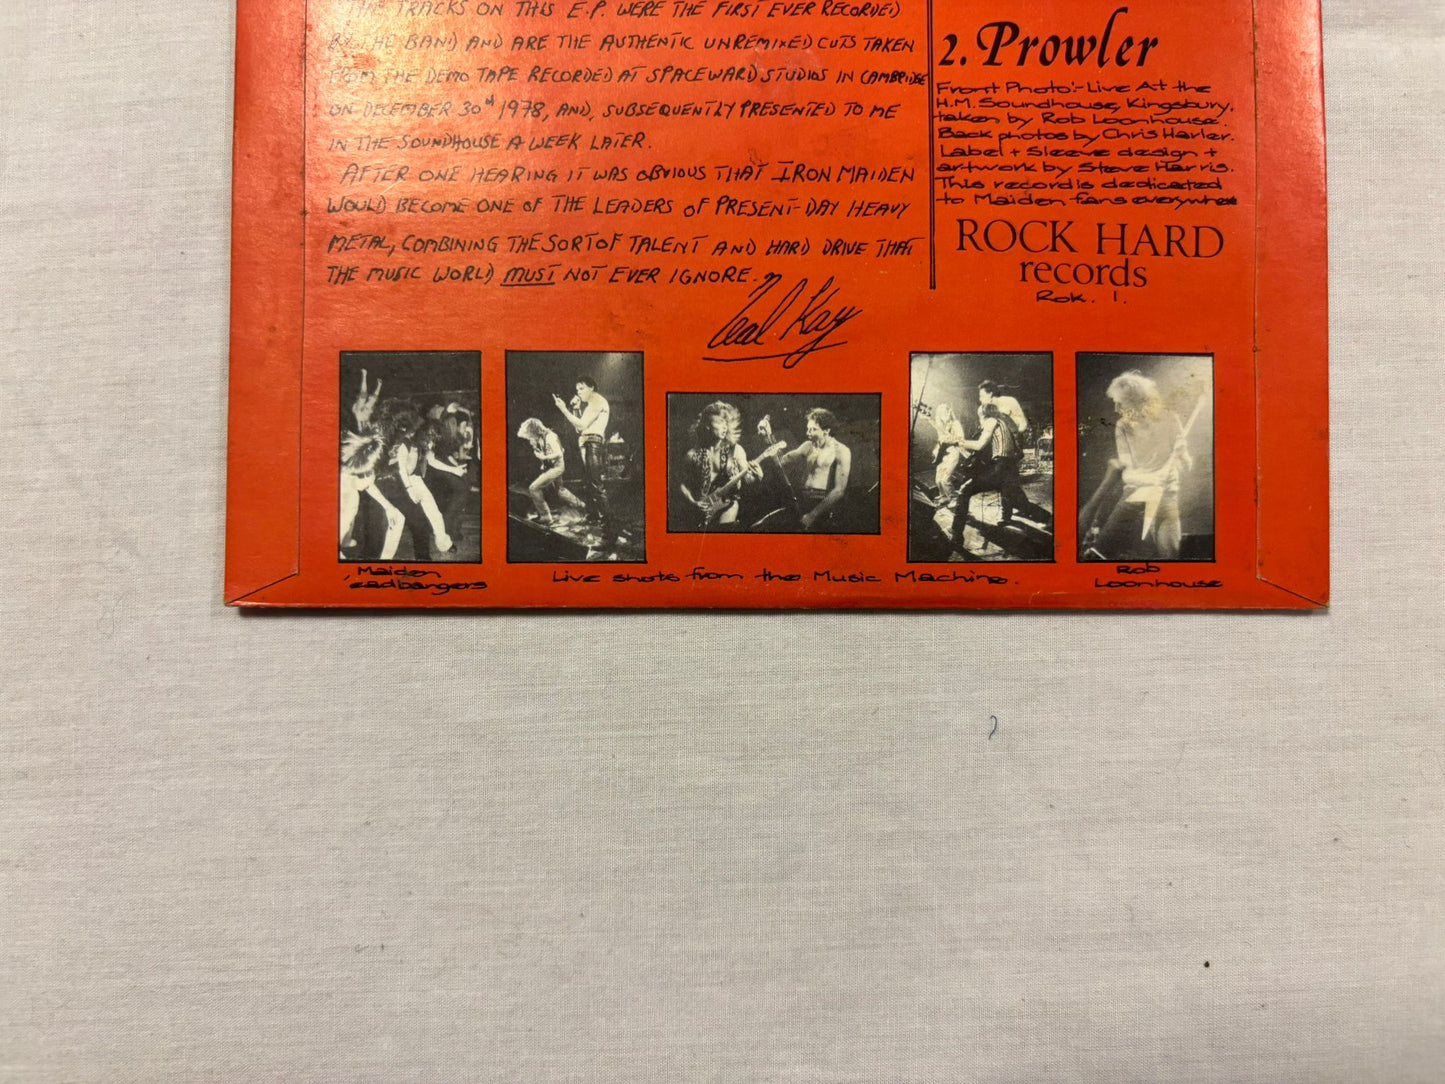 THE TRACKS ON THIS E.P. WERE THE FIRST EVER RECORDED
BY THE BAND AND ARE THE AUTHENTIC UNREMIXED CUTS TAKEN
FROM THE DEMO TAPE RECORDED AT SPACEWARD STUDIOS IN CAMBRIDGE
ON DECEMBER 30th 1978, AND, SUBSEQUENTLY PRESENTED TO ME
IN THE SOUNDHOUSE A WEEK LATER.
AFTER ONE HEARING IT WAS OBVIOUS THAT IRON MAIDEN
WOULD BECOME ONE OF THE LEADERS OF PRESENT-DAY HEAVY
METAL, COMBINING THE SORT OF TALENT AND HARD DRIVE THAT
THE MUSIC WORLD MUST NOT EVER IGNORE.
Neal Kay
2. Prowler
Front Photo:- Live At the
H.M. Soundhouse, Kingsbury.
taken by Rob Loonhouse.
Back photos by Chris Harler.
Label + Sleeve design +
artwork by Steve Harris.
This record is dedicated
to Maiden fans everywhere
ROCK HARD
records
Rok. 1.
Maiden
'eadbangers
Live shots from the Music Machine.
Rob
Loonhouse